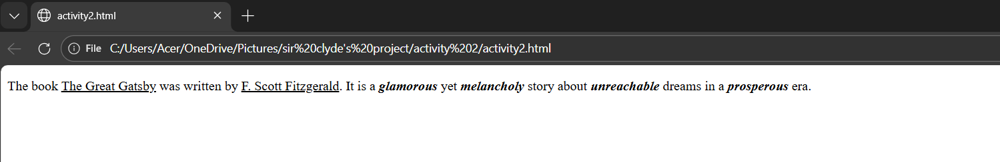 activity2.html
File C:/Users/Acer/OneDrive/Pictures/sir%20clyde's%20project/activity%202/activity2.html
The book The Great Gatsby was written by F. Scott Fitzgerald. It is a glamorous yet melancholy story about unreachable dreams in a prosperous era.